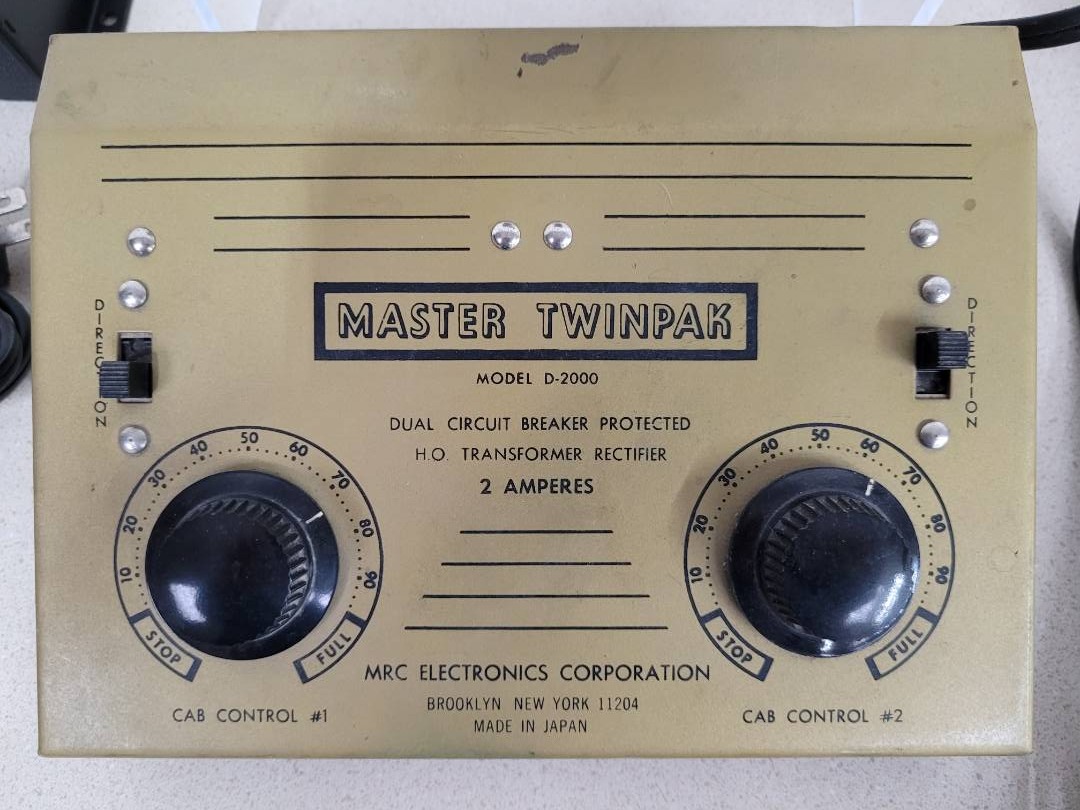 MASTER TWINPAK
MODEL D-2000
DIRECTION
DIRECTION
DUAL CIRCUIT BREAKER PROTECTED
H.O. TRANSFORMER RECTIFIER
2 AMPERES
10 20 30 40 50 60 70 80 90
STOP FULL
10 20 30 40 50 60 70 80 90
STOP FULL
MRC ELECTRONICS CORPORATION
BROOKLYN NEW YORK 11204
MADE IN JAPAN
CAB CONTROL #1
CAB CONTROL #2